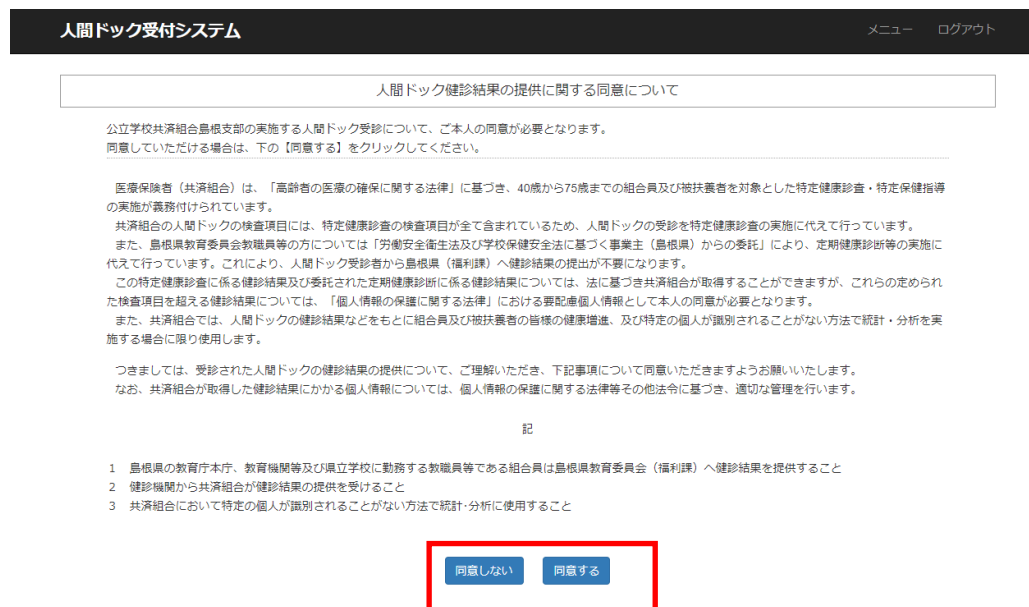 人間ドック受付システム
メニュー ログアウト
人間ドック健診結果の提供に関する同意について
公立学校共済組合島根支部の実施する人間ドック受診について、ご本人の同意が必要となります。
同意していただける場合は、下の【同意する】をクリックしてください。
医療保険者（共済組合）は、「高齢者の医療の確保に関する法律」に基づき、40歳から75歳までの組合員及び被扶養者を対象とした特定健康診査・特定保健指導
の実施が義務付けられています。
共済組合の人間ドックの検査項目には、特定健康診査の検査項目が全て含まれているため、人間ドックの受診を特定健康診査の実施に代えて行っています。
また、島根県教育委員会教職員等の方については「労働安全衛生法及び学校保健安全法に基づく事業主（島根県）からの委託」により、定期健康診断等の実施に
代えて行っています。これにより、人間ドック受診者から島根県（福利課）へ健診結果の提出が不要になります。
この特定健康診査に係る健診結果及び委託された定期健康診断に係る健診結果については、法に基づき共済組合が取得することができますが、これらの定められ
た検査項目を超える健診結果については、「個人情報の保護に関する法律」における要配慮個人情報として本人の同意が必要となります。
また、共済組合では、人間ドックの健診結果などをもとに組合員及び被扶養者の皆様の健康増進、及び特定の個人が識別されることがない方法で統計・分析を実
施する場合に限り使用します。
つきましては、受診された人間ドックの健診結果の提供について、ご理解いただき、下記事項について同意いただきますようお願いいたします。
なお、共済組合が取得した健診結果にかかる個人情報については、個人情報の保護に関する法律等その他法令に基づき、適切な管理を行います。
記
1 島根県の教育庁本庁、教育機関等及び県立学校に勤務する教職員等である組合員は島根県教育委員会（福利課）へ健診結果を提供すること
2 健診機関から共済組合が健診結果の提供を受けること
3 共済組合において特定の個人が識別されることがない方法で統計･分析に使用すること
同意しない 同意する